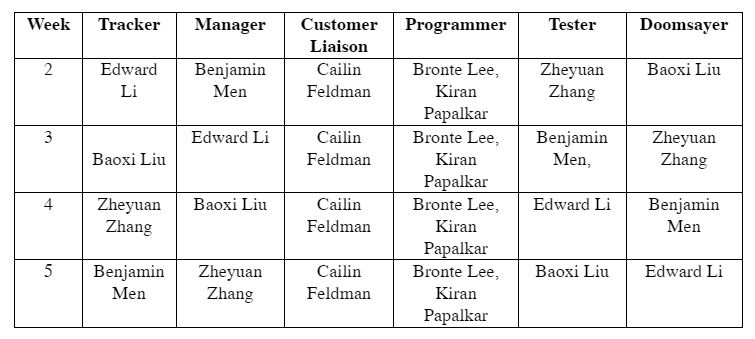 Week Tracker Manager Customer Liaison Programmer Tester Doomsayer
2 Edward Li Benjamin Men Cailin Feldman Bronte Lee, Kiran Papalkar Zheyuan Zhang Baoxi Liu
3 Baoxi Liu Edward Li Cailin Feldman Bronte Lee, Kiran Papalkar Benjamin Men, Zheyuan Zhang
4 Zheyuan Zhang Baoxi Liu Cailin Feldman Bronte Lee, Kiran Papalkar Edward Li Benjamin Men
5 Benjamin Men Zheyuan Zhang Cailin Feldman Bronte Lee, Kiran Papalkar Baoxi Liu Edward Li